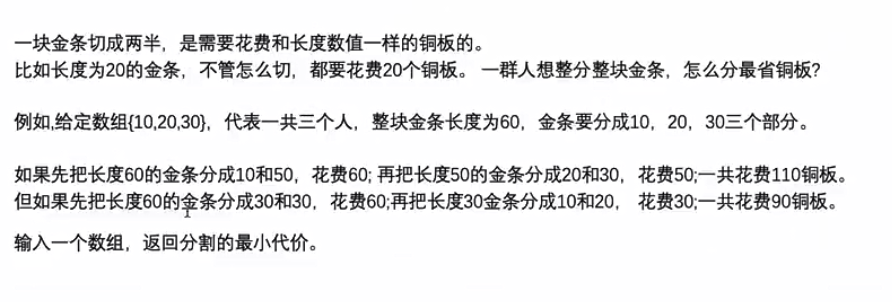 一块金条切成两半，是需要花费和长度数值一样的铜板的。
比如长度为20的金条，不管怎么切，都要花费20个铜板。 一群人想整分整块金条，怎么分最省铜板?
例如,给定数组{10,20,30}，代表一共三个人，整块金条长度为60，金条要分成10，20，30三个部分。
如果先把长度60的金条分成10和50，花费60; 再把长度50的金条分成20和30，花费50;一共花费110铜板。
但如果先把长度60的金条分成30和30，花费60;再把长度30金条分成10和20， 花费30;一共花费90铜板。
输入一个数组，返回分割的最小代价。